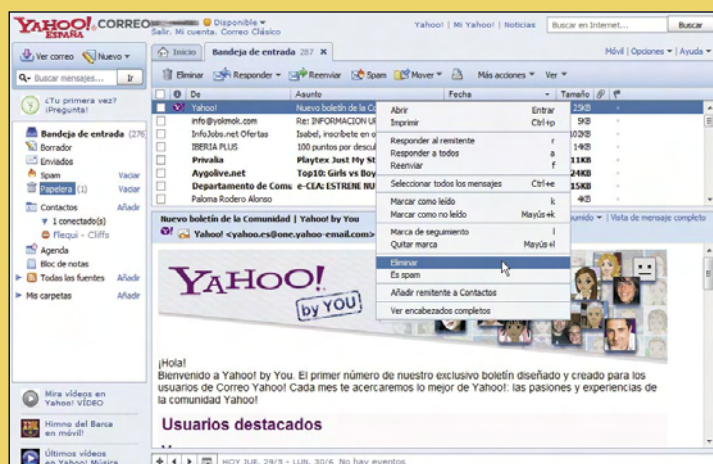 YAHOO! CORREO
ESPAÑA
Disponible
Salir. Mi cuenta. Correo Clásico
Yahoo! | Mi Yahoo! | Noticias
Buscar en Internet...
Buscar
Ver correo
Nuevo
Inicio
Bandeja de entrada 287 X
Móvil | Opciones | Ayuda
Buscar mensajes...
Ir
Eliminar
Responder
Reenviar
Spam
Mover
Más acciones
Ver
¿Tu primera vez?
¡Pregunta!
De
Asunto
Fecha
Tamaño
Yahoo! Nuevo boletín de la Co 25KB
info@yokmok.com Re: INFORMACION UR 5KB
InfoJobs.net Ofertas Isabel, inscríbete en o 102KB
IBERIA PLUS 100 puntos por descul 14KB
Privalia Playtex Just My St 11KB
Aygolive.net Top10: Girls vs Boy 24KB
Departamento de Comu e-CEA: ESTRENE NU 15KB
Paloma Rodero Alonso 4KB
Bandeja de entrada (276)
Borrador
Enviados
Spam Vaciar
Papelera (1) Vaciar
Contactos Añadir
1 conectado(s)
Flequi - Cliffs
Agenda
Bloc de notas
Todas las fuentes Añadir
Mis carpetas Añadir
Abrir Entrar
Imprimir Ctrl+p
Responder al remitente r
Responder a todos a
Reenviar f
Seleccionar todos los mensajes Ctrl+e
Marcar como leído k
Marcar como no leído Mayús+k
Marca de seguimiento l
Quitar marca Mayús+l
Eliminar
Es spam
Añadir remitente a Contactos
Ver encabezados completos
Nuevo boletín de la Comunidad | Yahoo! by You
umido | Vista de mensaje completo
Yahoo! <yahoo.es@one.yahoo-email.com>
YAHOO!
by YOU
¡Hola!
Bienvenido a Yahoo! by You. El primer número de nuestro exclusivo boletín diseñado y creado para los
usuarios de Correo Yahoo! Cada mes te acercaremos lo mejor de Yahoo!: las pasiones y experiencias de
la comunidad Yahoo!
Usuarios destacados
Mira vídeos en
Yahoo! VÍDEO
Himno del Barca
en móvil!
Últimos vídeos
en Yahoo! Música
HOY JUE. 29/5 - LUN. 30/6 No hay eventos.